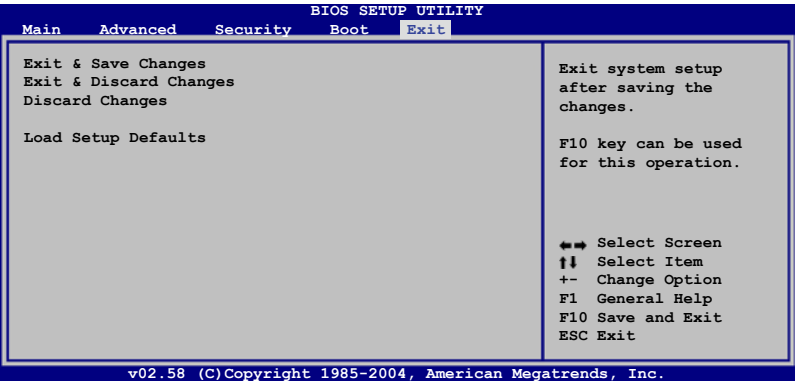 BIOS SETUP UTILITY
Main Advanced Security Boot Exit
Exit & Save Changes
Exit & Discard Changes
Discard Changes
Load Setup Defaults
Exit system setup
after saving the
changes.
F10 key can be used
for this operation.
←→ Select Screen
↑↓ Select Item
+- Change Option
F1 General Help
F10 Save and Exit
ESC Exit
v02.58 (C)Copyright 1985-2004, American Megatrends, Inc.